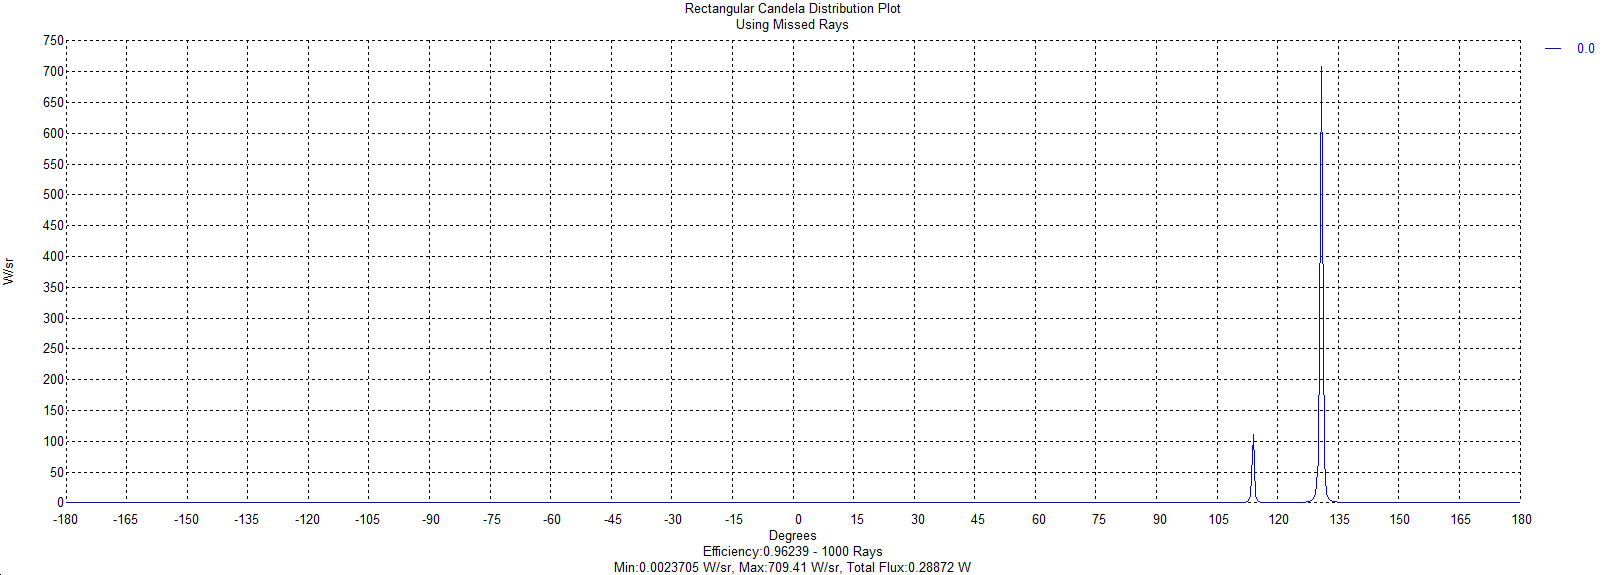 Rectangular Candela Distribution Plot
Using Missed Rays
0.0
750
700
650
600
550
500
450
400
350
300
250
200
150
100
50
0
W/sr
-180 -165 -150 -135 -120 -105 -90 -75 -60 -45 -30 -15 0 15 30 45 60 75 90 105 120 135 150 165 180
Degrees
Efficiency:0.96239 - 1000 Rays
Min:0.0023705 W/sr, Max:709.41 W/sr, Total Flux:0.28872 W